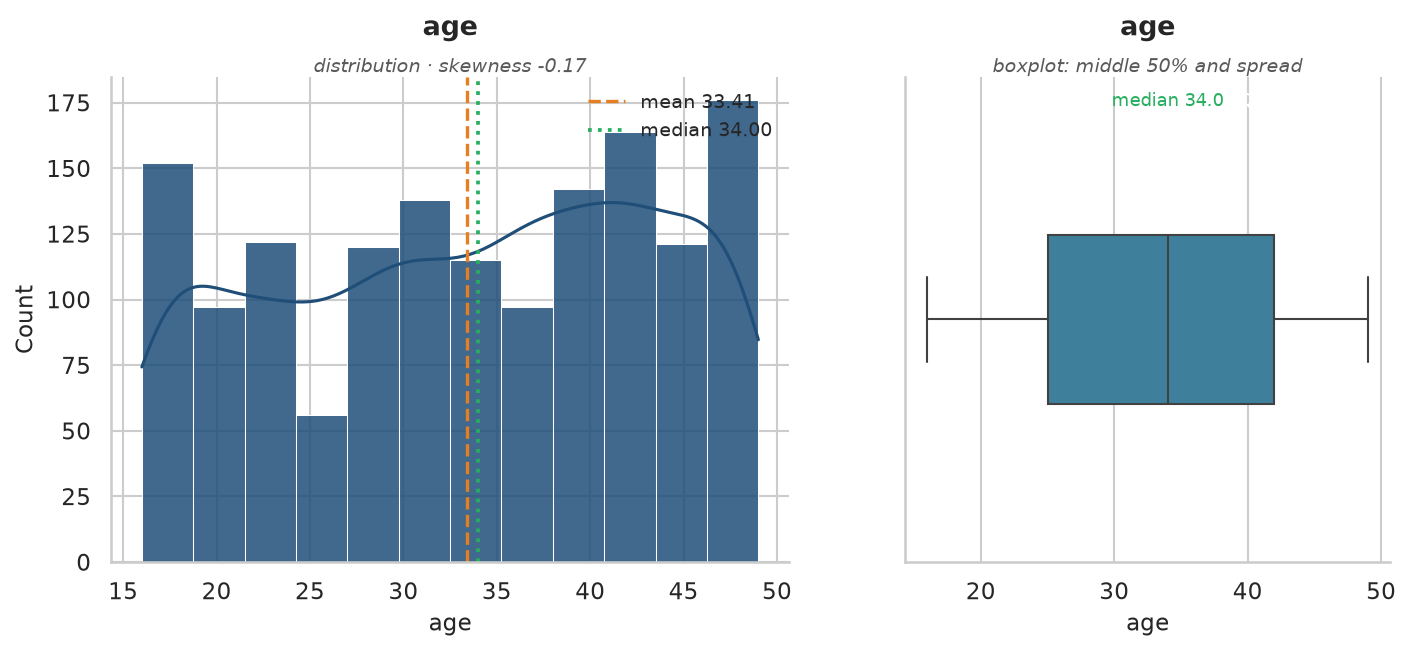 age
distribution · skewness -0.17
mean 33.41
median 34.00
Count
175
150
125
100
75
50
25
0
15 20 25 30 35 40 45 50
age
age
boxplot: middle 50% and spread
median 34.0
20 30 40 50
age